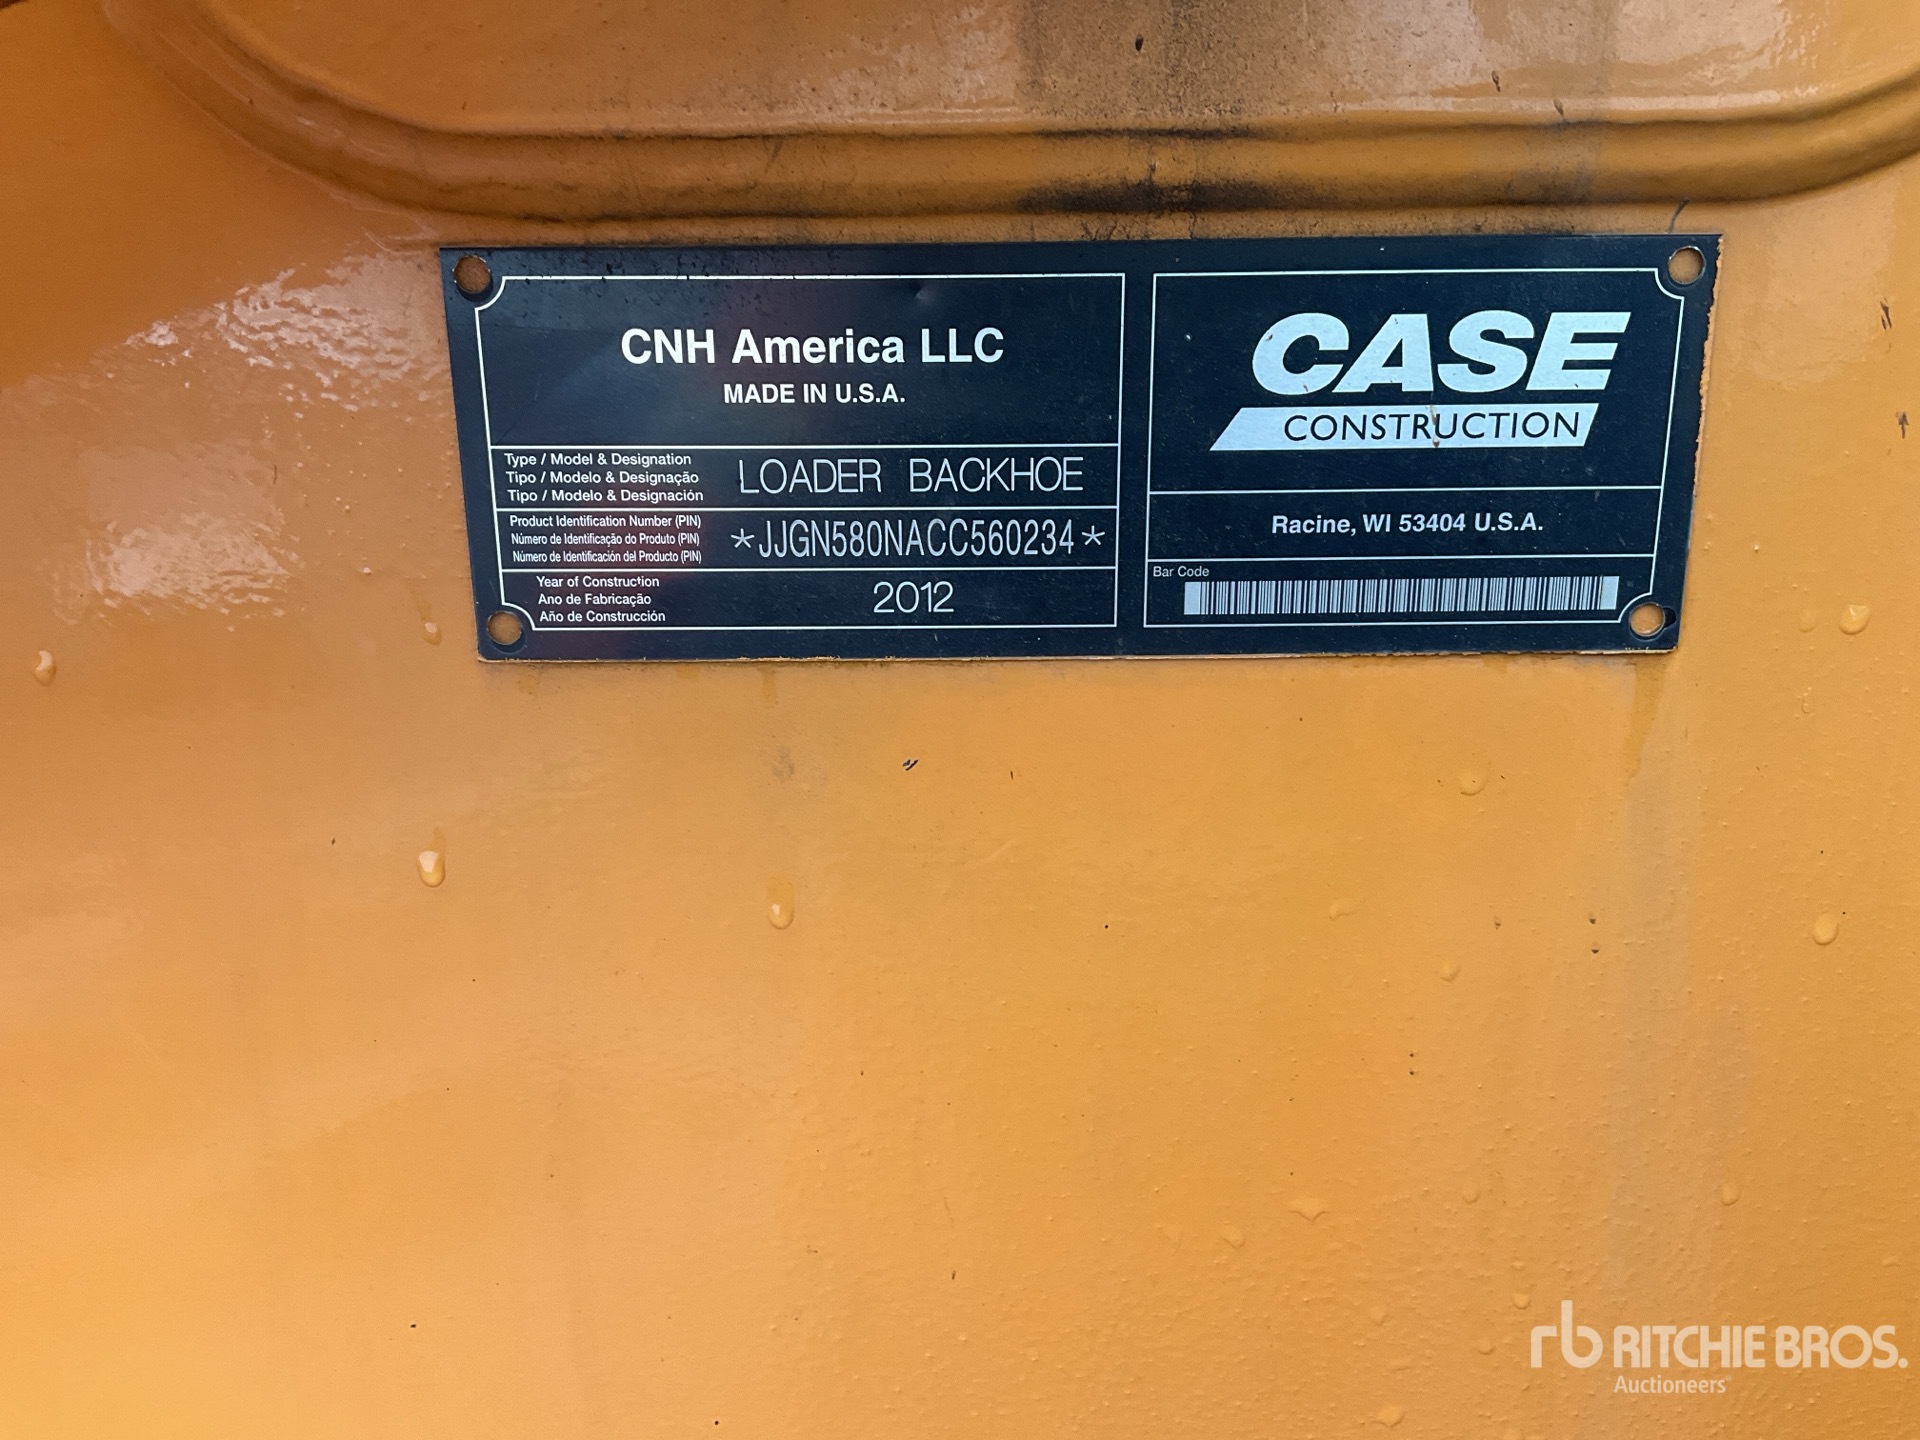 CNH America LLC
MADE IN U.S.A.
Type / Model & Designation
Tipo / Modelo & Designação
Tipo / Modelo & Designación
LOADER BACKHOE
Product Identification Number (PIN)
Número de Identificação do Produto (PIN)
Número de Identificación del Producto (PIN)
*JJGN580NACC560234*
Year of Construction
Ano de Fabricação
Año de Construcción
2012
CASE
CONSTRUCTION
Racine, WI 53404 U.S.A.
Bar Code
rb RITCHIE BROS.
Auctioneers